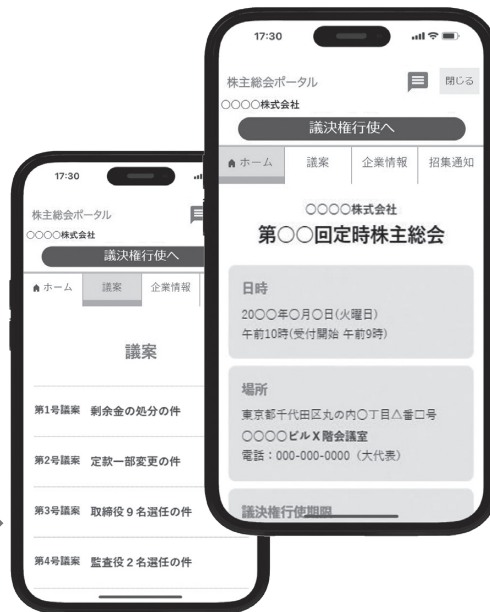 17:30
株主総会ポータル
閉じる
○○○○株式会社
議決権行使へ
ホーム 議案 企業情報 招集通知
○○○○株式会社
第○○回定時株主総会
日時
20○○年○月○日(火曜日)
午前10時(受付開始 午前9時)
場所
東京都千代田区丸の内○丁目△番口号
○○○○ビルX階会議室
電話：000-000-0000（大代表）
議決権行使期限
17:30
株主総会ポータル
○○○○株式会社
議決権行使へ
ホーム 議案 企業情報
議案
第1号議案 剰余金の処分の件
第2号議案 定款一部変更の件
第3号議案 取締役9名選任の件
第4号議案 監査役2名選任の件